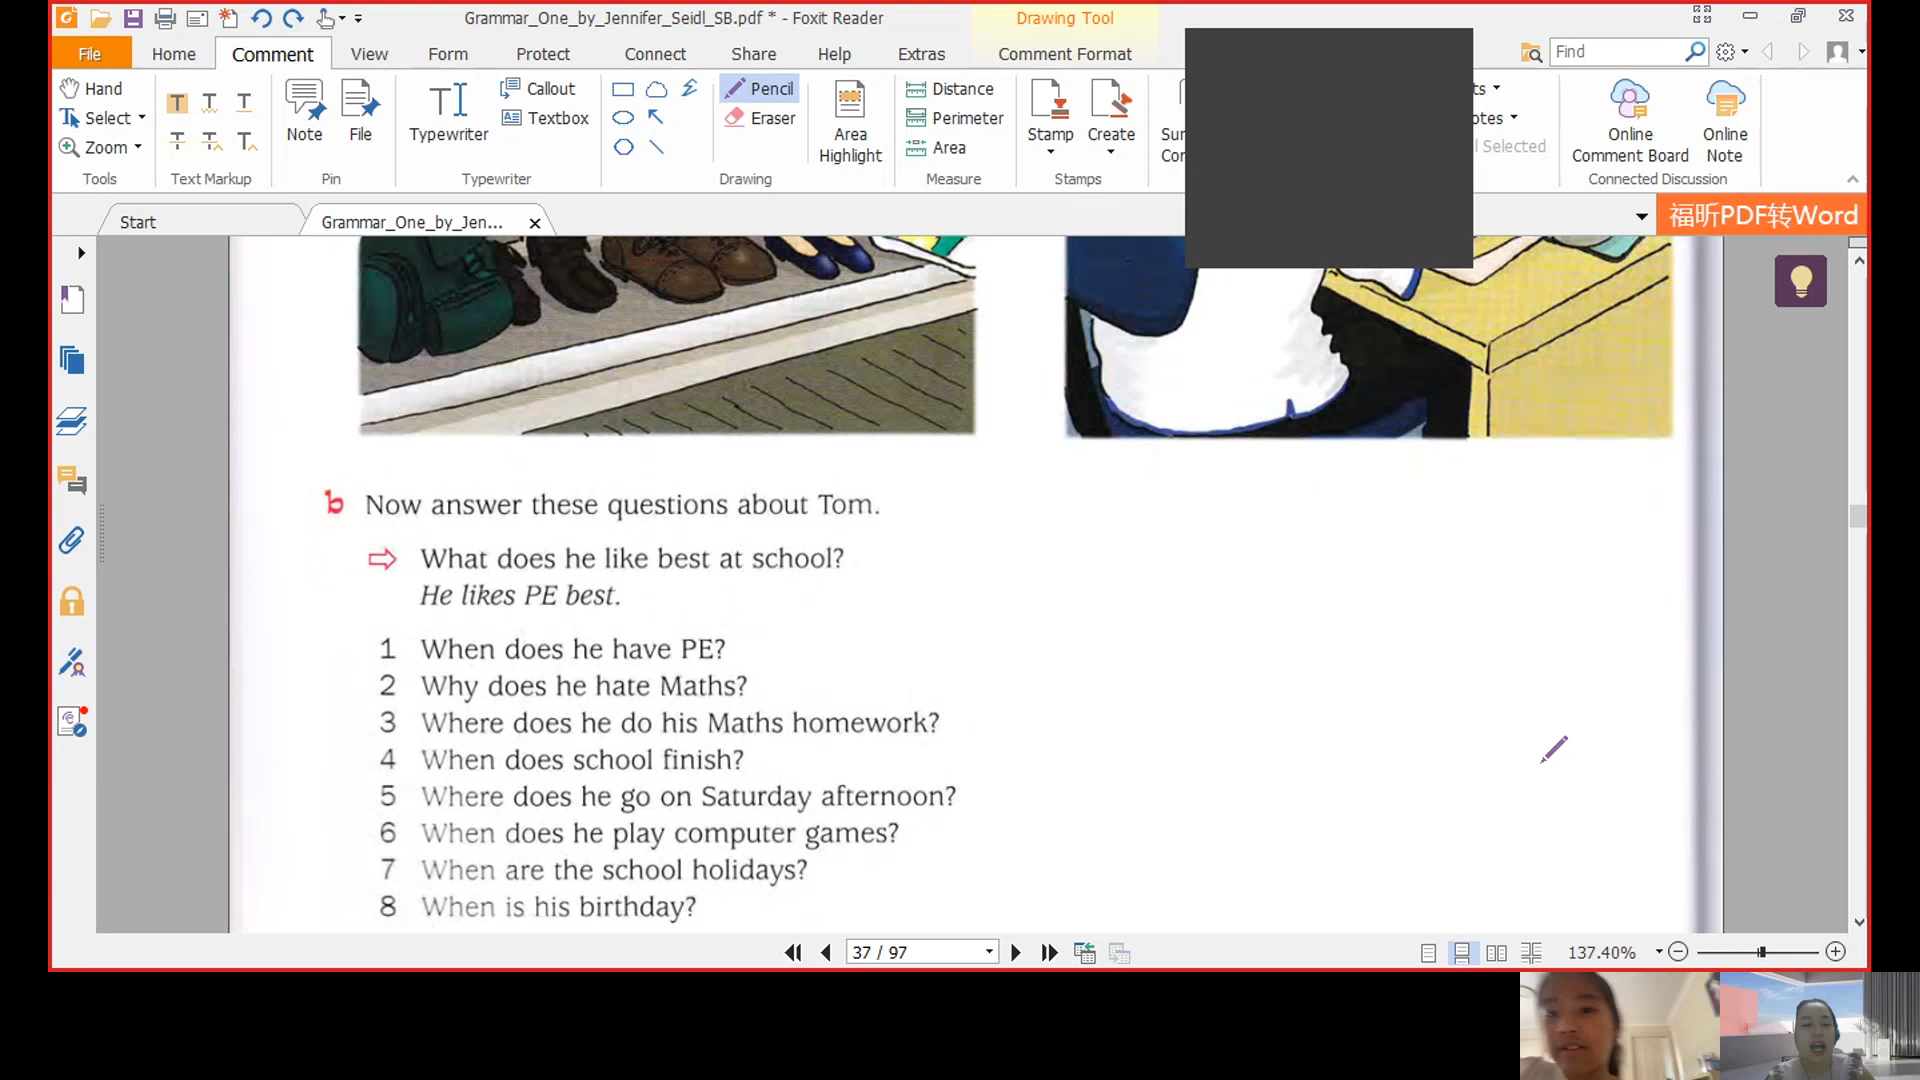 Grammar_One_by_Jennifer_Seidl_SB.pdf * - Foxit Reader
Drawing Tool
File
Home
Comment
View
Form
Protect
Connect
Share
Help
Extras
Comment Format
Find
Hand
Select
Zoom
Tools
Text Markup
Note
File
Pin
Typewriter
Callout
Textbox
Typewriter
Pencil
Eraser
Drawing
Area
Highlight
Distance
Perimeter
Area
Measure
Stamp
Create
Stamps
Selected
Online
Comment Board
Online
Note
Connected Discussion
Start
Grammar_One_by_Jen...
福昕PDF转Word
b Now answer these questions about Tom.
What does he like best at school?
He likes PE best.
1 When does he have PE?
2 Why does he hate Maths?
3 Where does he do his Maths homework?
4 When does school finish?
5 Where does he go on Saturday afternoon?
6 When does he play computer games?
7 When are the school holidays?
8 When is his birthday?
37 / 97
137.40%